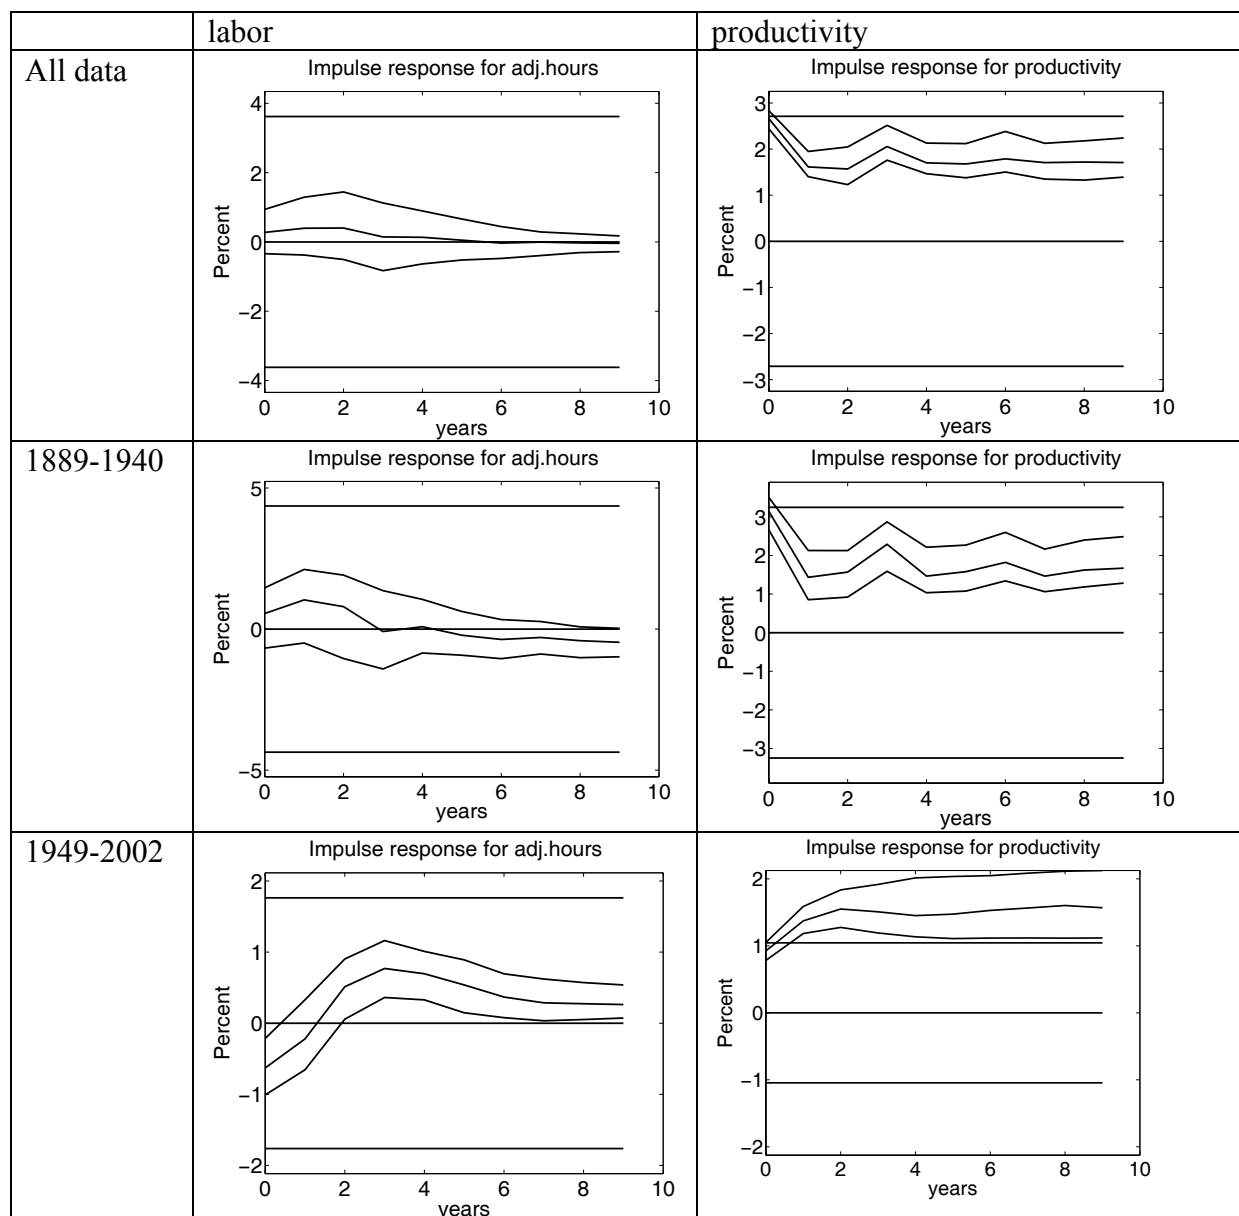 labor
productivity
All data
Impulse response for adj.hours
4
2
0
−2
−4
Percent
0 2 4 6 8 10
years
Impulse response for productivity
3
2
1
0
−1
−2
−3
Percent
0 2 4 6 8 10
years
1889-1940
Impulse response for adj.hours
5
0
−5
Percent
0 2 4 6 8 10
years
Impulse response for productivity
3
2
1
0
−1
−2
−3
Percent
0 2 4 6 8 10
years
1949-2002
Impulse response for adj.hours
2
1
0
−1
−2
Percent
0 2 4 6 8 10
years
Impulse response for productivity
2
1
0
−1
−2
Percent
0 2 4 6 8 10
years